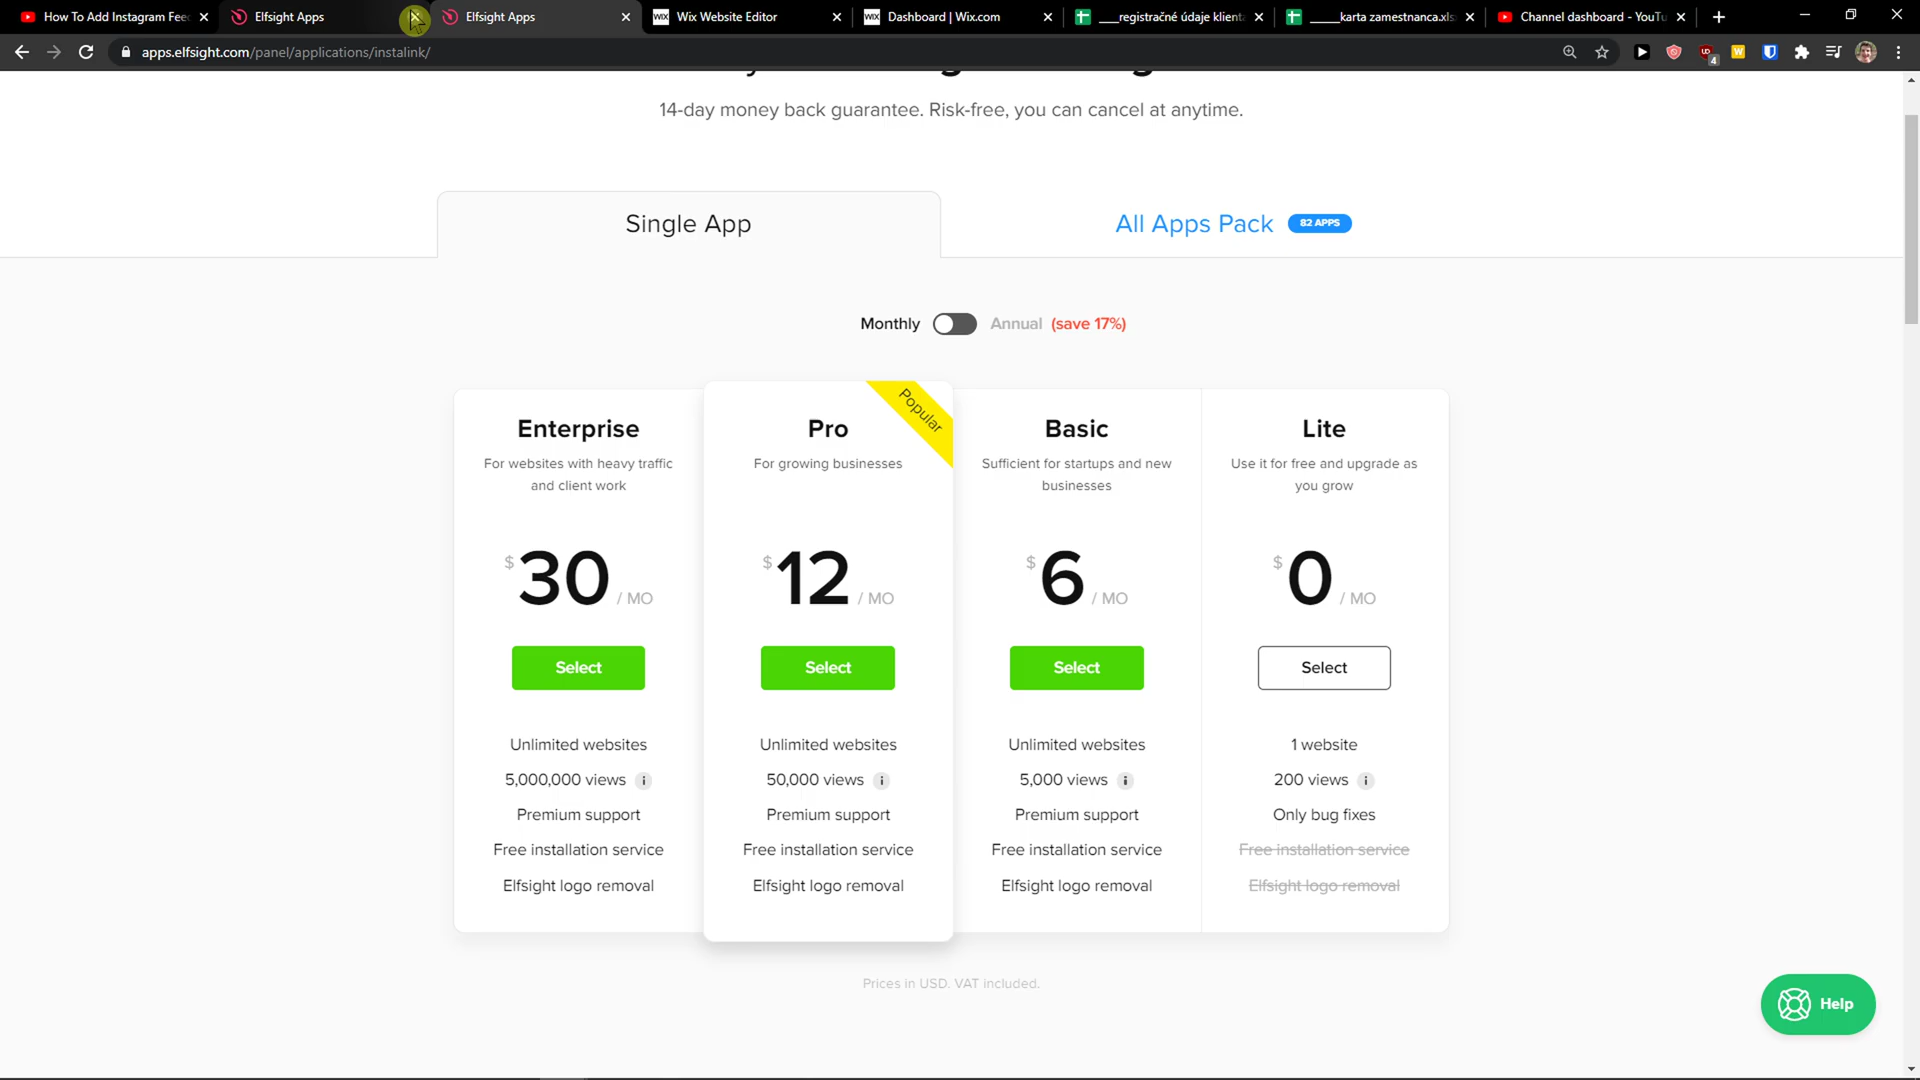 How To Add Instagram Fee
Elfsight Apps
Elfsight Apps
Wix Website Editor
Dashboard | Wix.com
___registračné údaje klienta
_____karta zamestnanca.xls
Channel dashboard - YouTu
apps.elfsight.com/panel/applications/instalink/
14-day money back guarantee. Risk-free, you can cancel at anytime.
Single App
All Apps Pack
82 APPS
Monthly
Annual (save 17%)
Enterprise
For websites with heavy traffic
and client work
$30 / MO
Select
Unlimited websites
5,000,000 views
Premium support
Free installation service
Elfsight logo removal
Popular
Pro
For growing businesses
$12 / MO
Select
Unlimited websites
50,000 views
Premium support
Free installation service
Elfsight logo removal
Basic
Sufficient for startups and new
businesses
$6 / MO
Select
Unlimited websites
5,000 views
Premium support
Free installation service
Elfsight logo removal
Lite
Use it for free and upgrade as
you grow
$0 / MO
Select
1 website
200 views
Only bug fixes
Free installation service
Elfsight logo removal
Prices in USD. VAT included.
Help